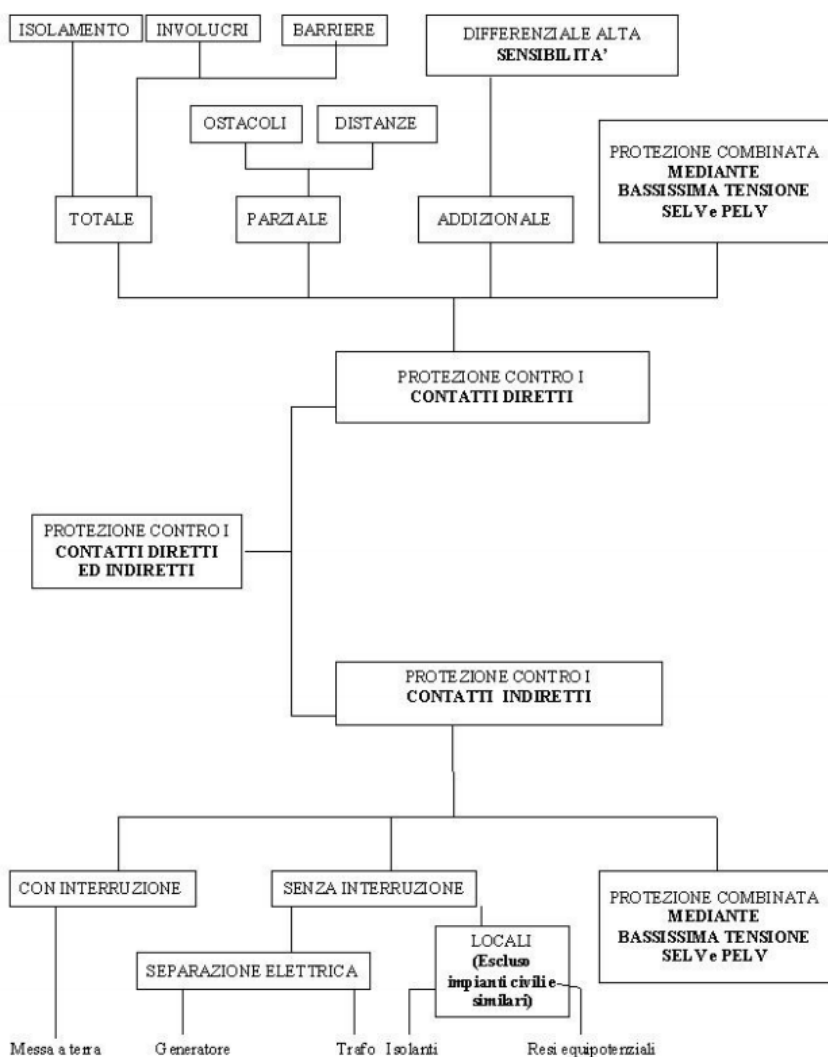 ISOLAMENTO
INVOLUCRI
BARRIERE
DIFFERENZIALE ALTA
SENSIBILITA'
OSTACOLI
DISTANZE
PROTEZIONE COMBINATA
MEDIANTE
BASSISSIMA TENSIONE
SELV e PELV
TOTALE
PARZIALE
ADDIZIONALE
PROTEZIONE CONTRO I
CONTATTI DIRETTI
PROTEZIONE CONTRO I
CONTATTI DIRETTI
ED INDIRETTI
PROTEZIONE CONTRO I
CONTATTI INDIRETTI
CON INTERRUZIONE
SENZA INTERRUZIONE
PROTEZIONE COMBINATA
MEDIANTE
BASSISSIMA TENSIONE
SELV e PELV
SEPARAZIONE ELETTRICA
LOCALI
(Escluso
impianti civili e
similari)
Messa a terra
Generatore
Trafo
Isolanti
Resi equipotenziali